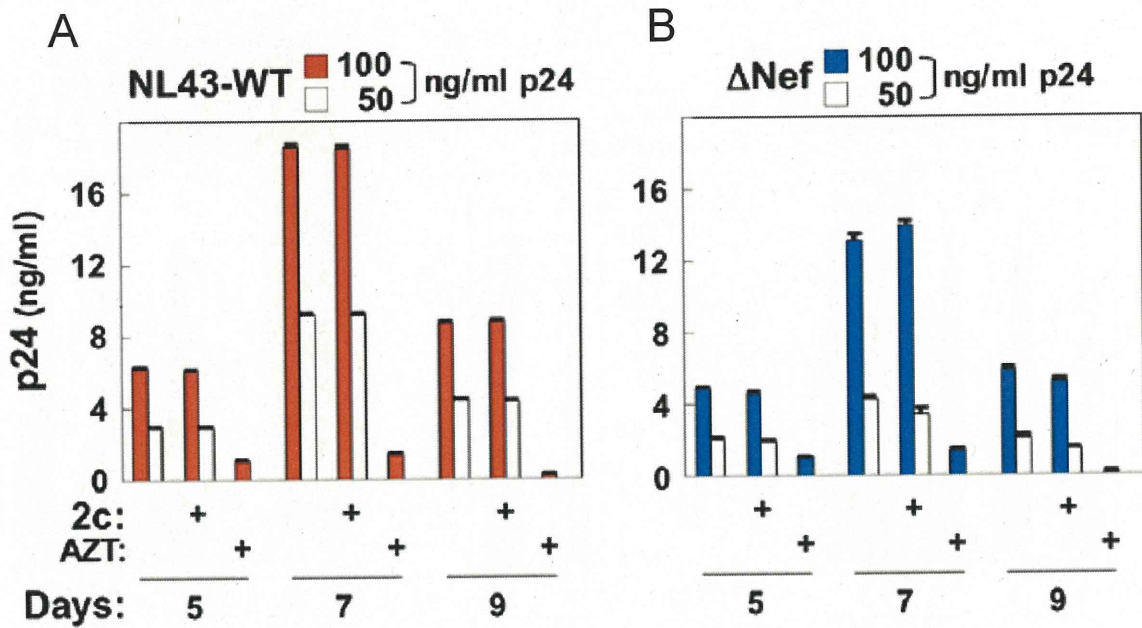 A
B
NL43-WT 100 ng/ml p24
50
ΔNef 100 ng/ml p24
50
p24 (ng/ml)
16
12
8
4
0
16
12
8
4
0
2c: + + + + + +
AZT: + + + + + +
Days: 5 7 9 5 7 9